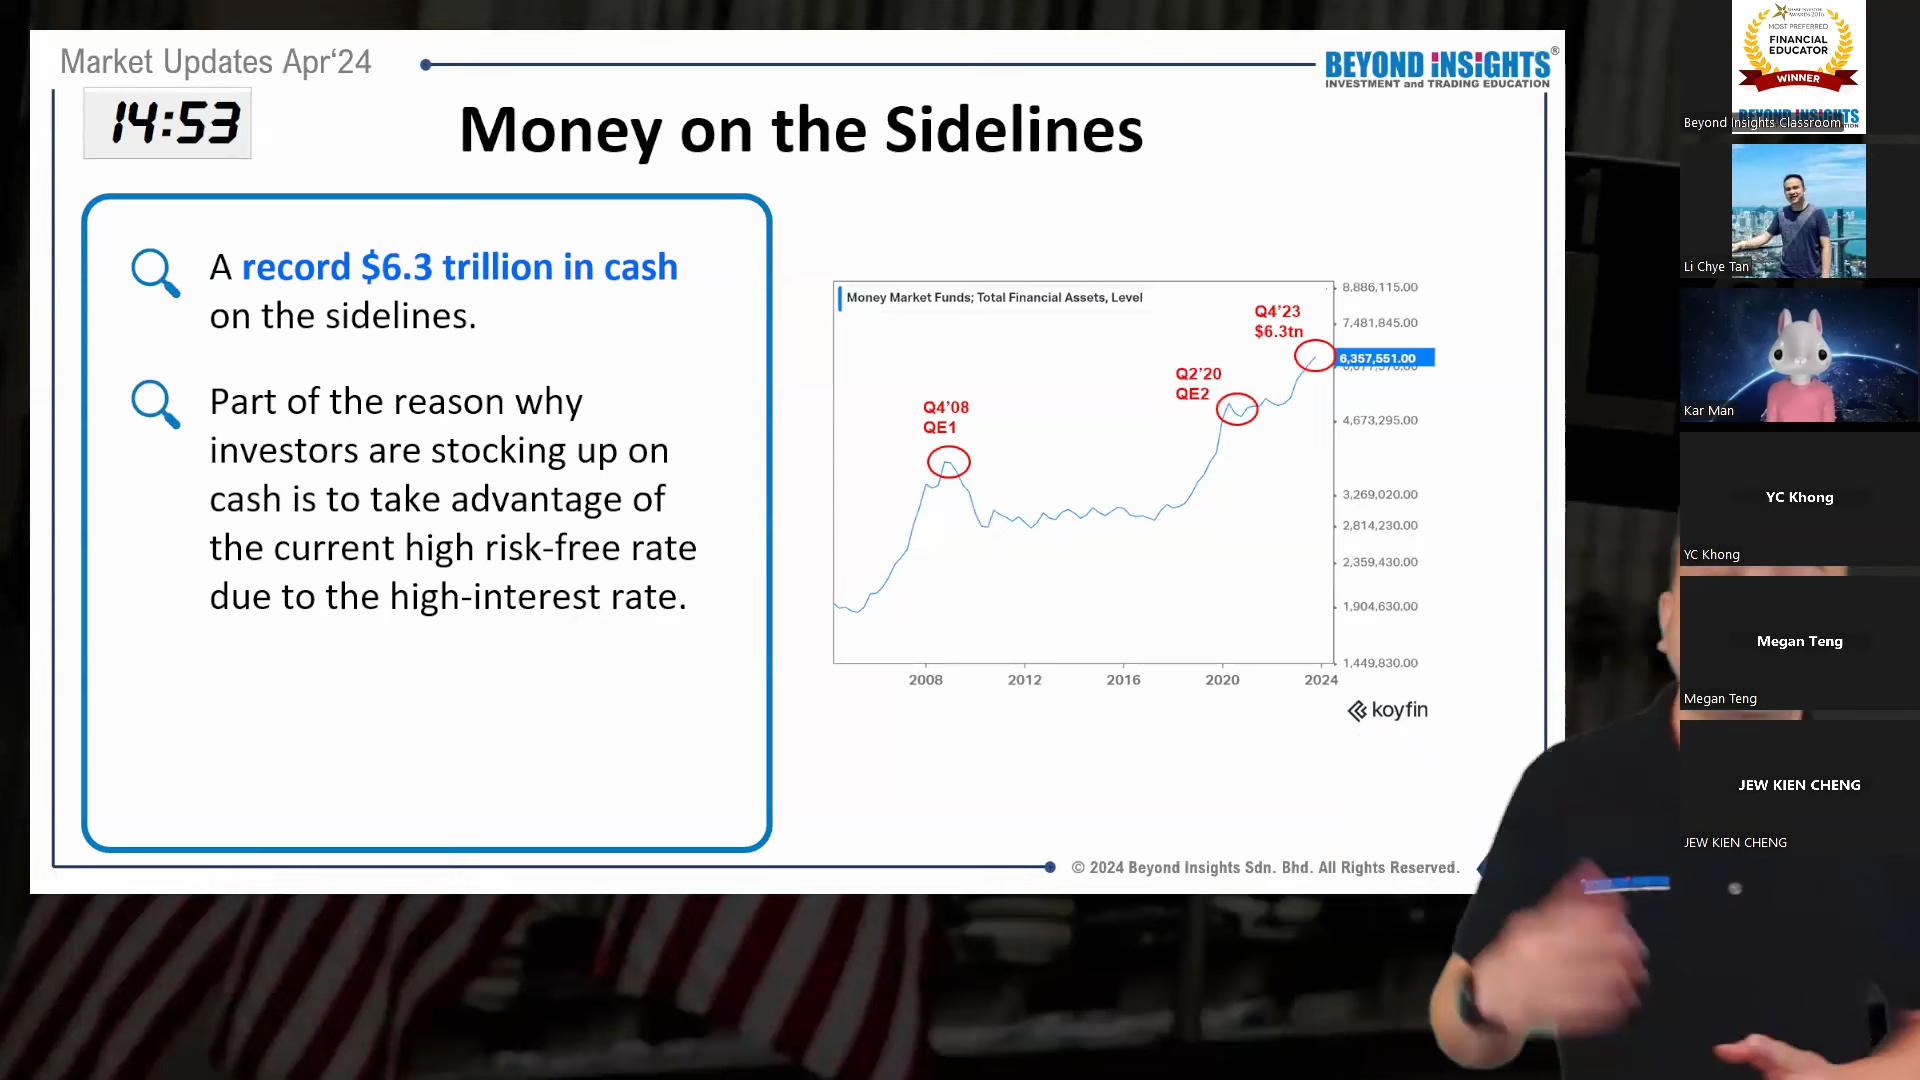 Market Updates Apr‘24
BEYOND INSIGHTS®
INVESTMENT and TRADING EDUCATION
14:53
Money on the Sidelines
A record $6.3 trillion in cash
on the sidelines.
Part of the reason why
investors are stocking up on
cash is to take advantage of
the current high risk-free rate
due to the high-interest rate.
Money Market Funds; Total Financial Assets, Level
Q4’08
QE1
Q2’20
QE2
Q4’23
$6.3tn
8,886,115.00
7,481,845.00
6,357,551.00
4,673,295.00
3,269,020.00
2,814,230.00
2,359,430.00
1,904,630.00
1,449,830.00
2008 2012 2016 2020 2024
koyfin
© 2024 Beyond Insights Sdn. Bhd. All Rights Reserved.
MOST PREFERRED
FINANCIAL
EDUCATOR
WINNER
BEYOND INSIGHTS
Beyond Insights Classroom
Li Chye Tan
Kar Man
YC Khong
YC Khong
Megan Teng
Megan Teng
JEW KIEN CHENG
JEW KIEN CHENG